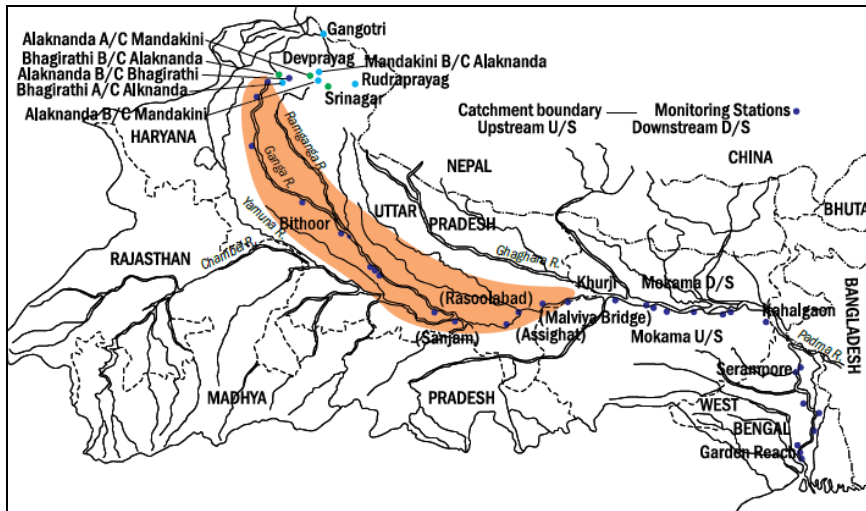 Gangotri
Alaknanda A/C Mandakini
Bhagirathi B/C Alaknanda
Alaknanda B/C Bhagirathi
Bhagirathi A/C Alknanda
Alaknanda B/C Mandakini
Devprayag
Mandakini B/C Alaknanda
Rudraprayag
Srinagar
Catchment boundary
Monitoring Stations
Upstream U/S
Downstream D/S
HARYANA
Ramganga R.
Ganga R.
Yamuna R.
NEPAL
CHINA
BHUTA
UTTAR
PRADESH
Bithoor
RAJASTHAN
Chambel R.
Ghaghara R.
Khurji
Mokama D/S
(Rasoolabad)
(Malviya Bridge)
Kahalgaon
(Sanjam)
(Assighat)
Mokama U/S
Padma R.
BANGLADESH
Serampore
MADHYA
PRADESH
WEST
BENGAL
Garden Reach